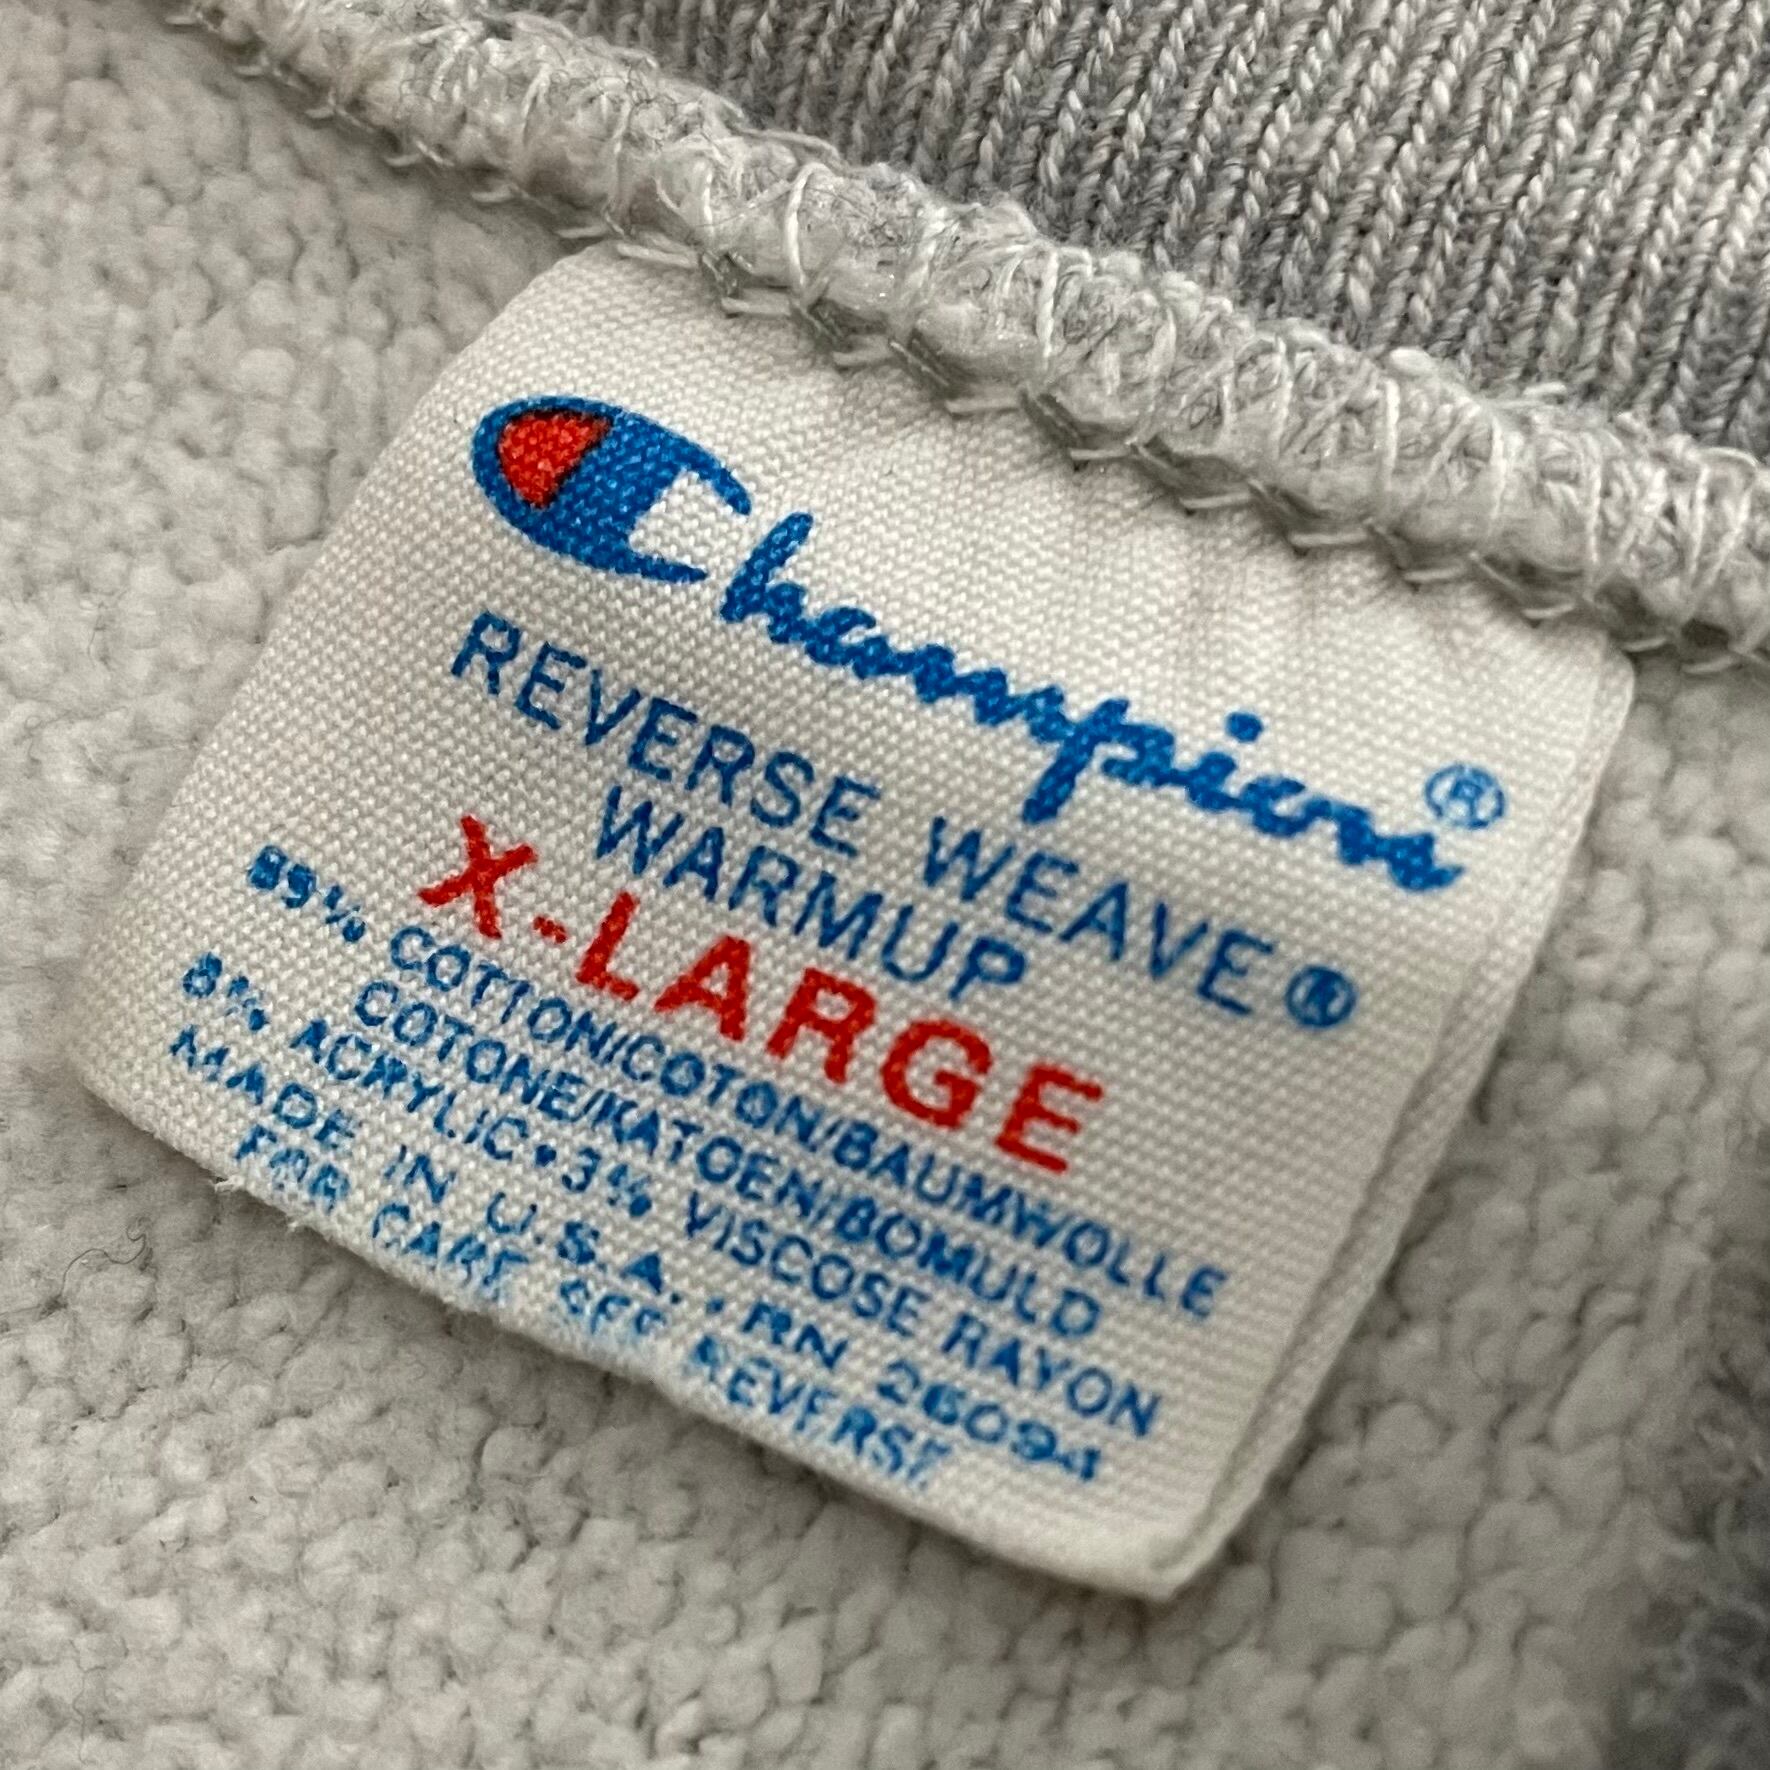 Champion®
REVERSE WEAVE®
WARMUP
X-LARGE
89% COTTON/COTON/BAUMWOLLE
COTONE/KATOEN/BOMULD
8% ACRYLIC•3% VISCOSE RAYON
MADE IN U.S.A. • RN 26094
FOR CARE SEE REVERSE